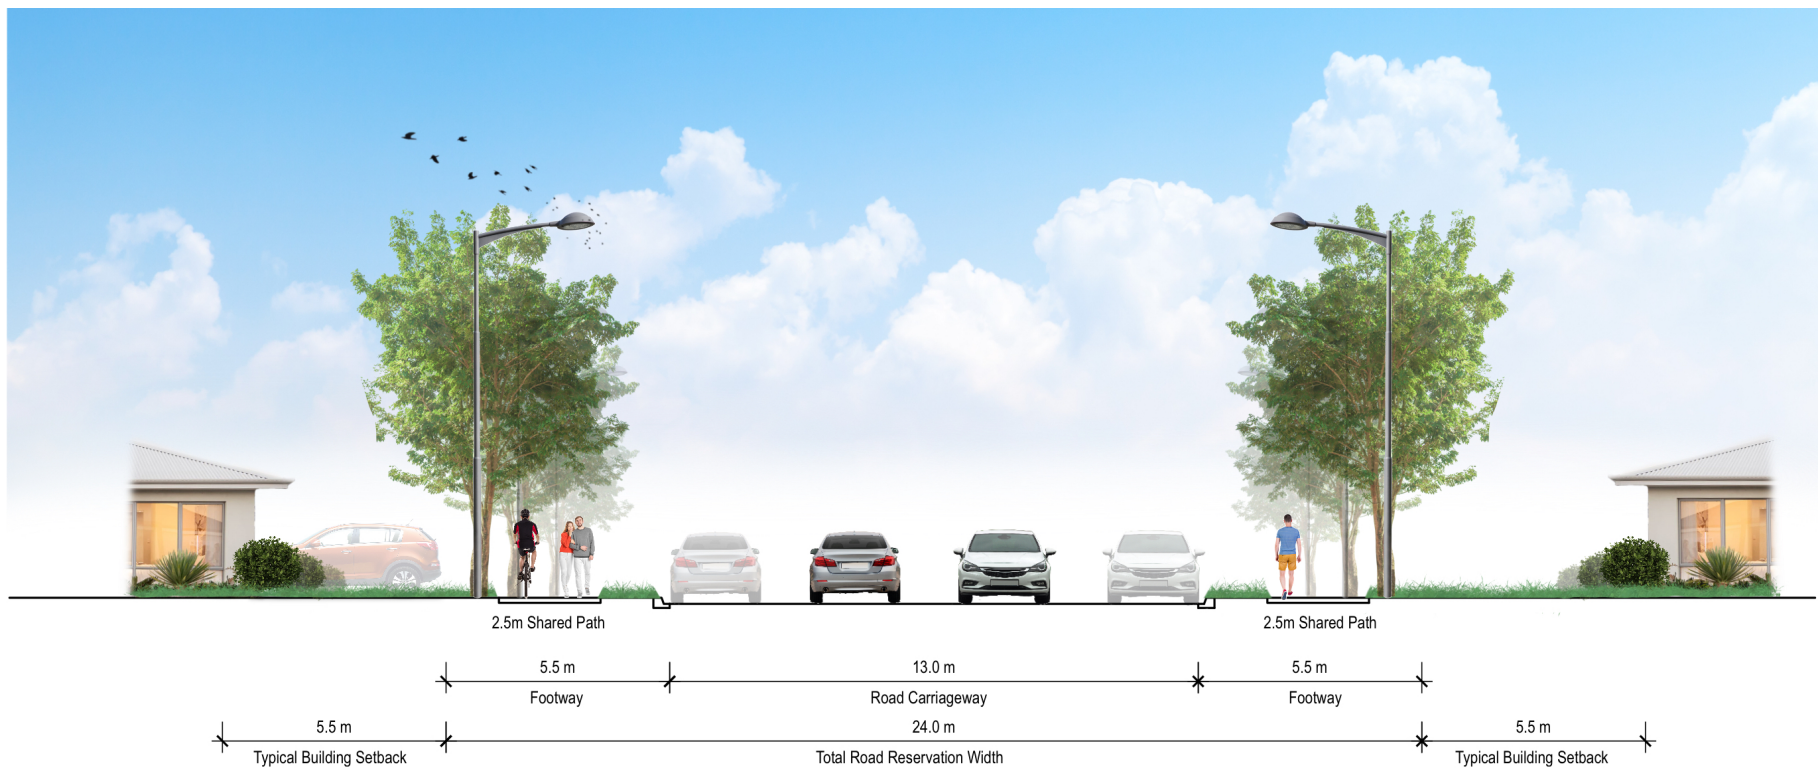 2.5m Shared Path
2.5m Shared Path
5.5 m
13.0 m
5.5 m
Footway
Road Carriageway
Footway
5.5 m
24.0 m
5.5 m
Typical Building Setback
Total Road Reservation Width
Typical Building Setback